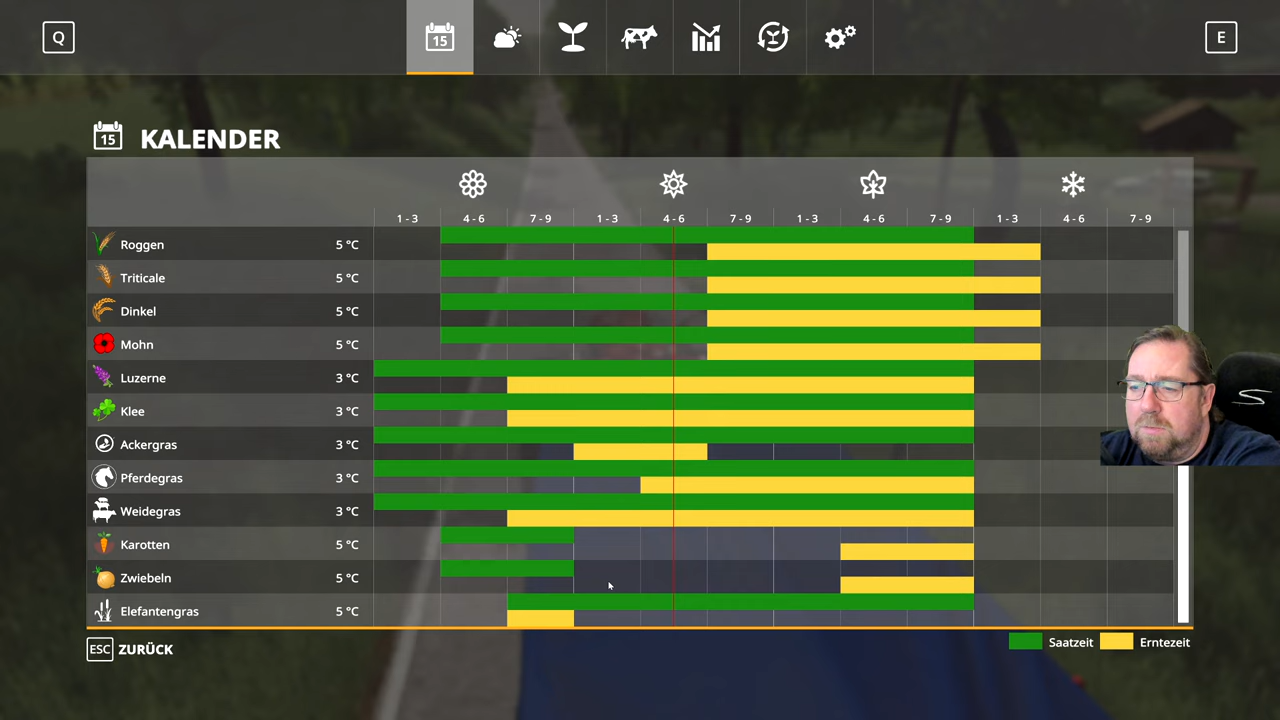 Q
15
E
15 KALENDER
1 - 3 4 - 6 7 - 9 1 - 3 4 - 6 7 - 9 1 - 3 4 - 6 7 - 9 1 - 3 4 - 6 7 - 9
Roggen 5 °C
Triticale 5 °C
Dinkel 5 °C
Mohn 5 °C
Luzerne 3 °C
Klee 3 °C
Ackergras 3 °C
Pferdegras 3 °C
Weidegras 3 °C
Karotten 5 °C
Zwiebeln 5 °C
Elefantengras 5 °C
ESC ZURÜCK
Saatzeit Erntezeit